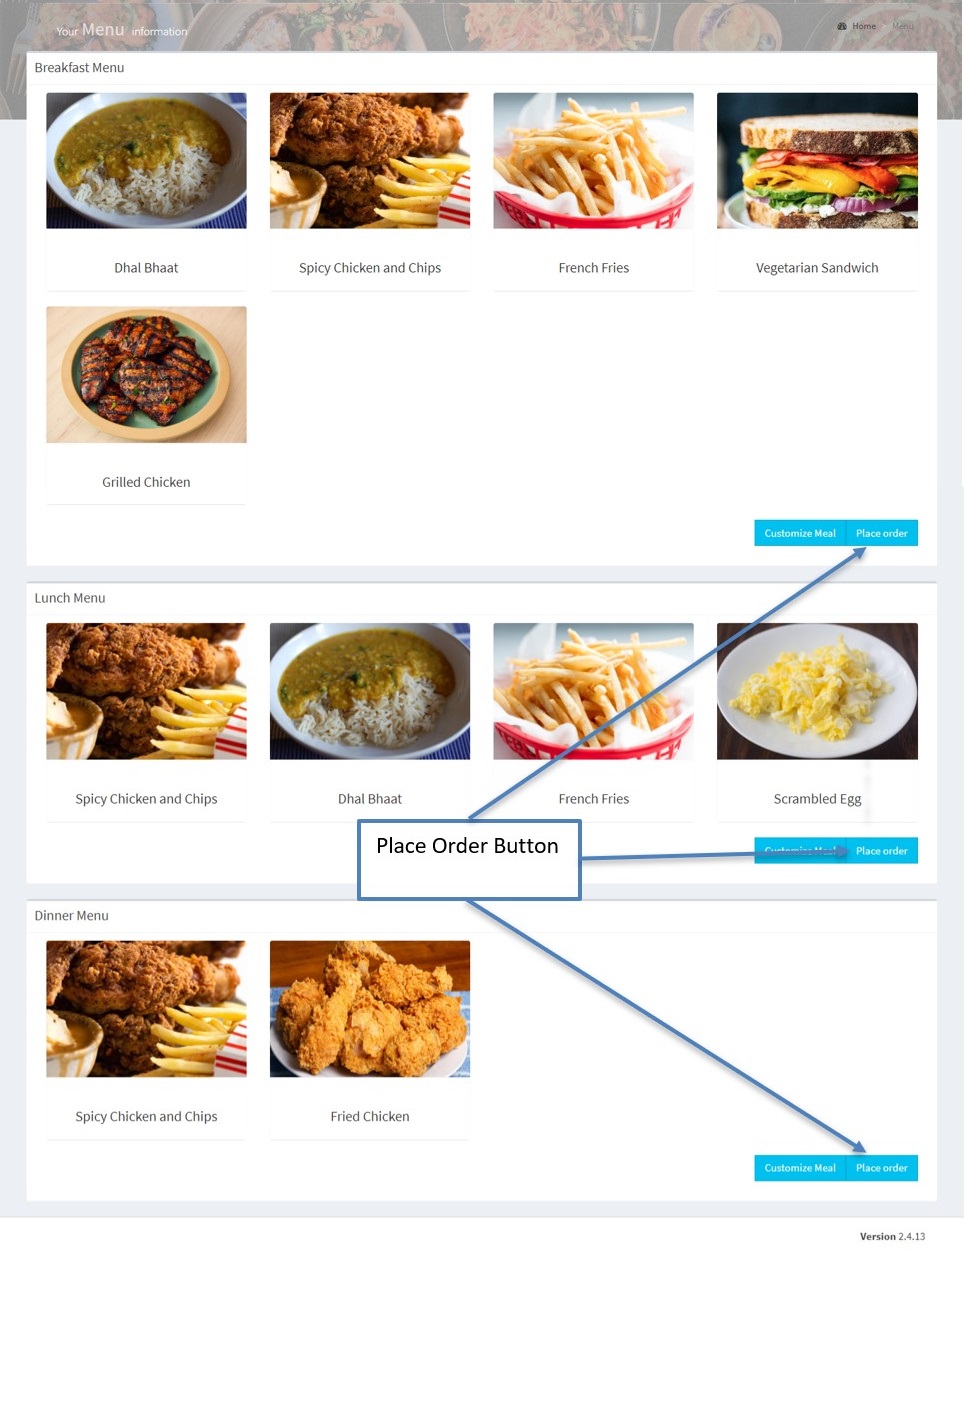 Your Menu information
Home Menu
Breakfast Menu
Dhal Bhaat
Spicy Chicken and Chips
French Fries
Vegetarian Sandwich
Grilled Chicken
Customize Meal
Place order
Lunch Menu
Spicy Chicken and Chips
Dhal Bhaat
French Fries
Scrambled Egg
Place Order Button
Customize Meal
Place order
Dinner Menu
Spicy Chicken and Chips
Fried Chicken
Customize Meal
Place order
Version 2.4.13